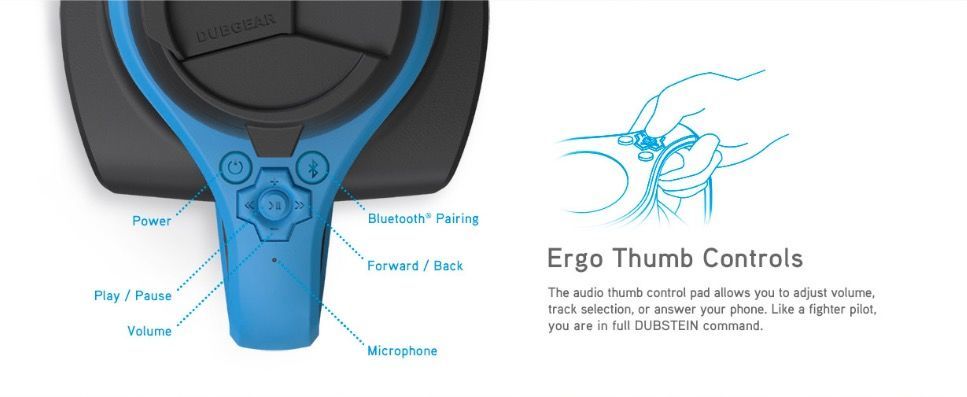 DUBGEAR
Power
Bluetooth® Pairing
Forward / Back
Play / Pause
Volume
Microphone
Ergo Thumb Controls
The audio thumb control pad allows you to adjust volume,
track selection, or answer your phone. Like a fighter pilot,
you are in full DUBSTEIN command.